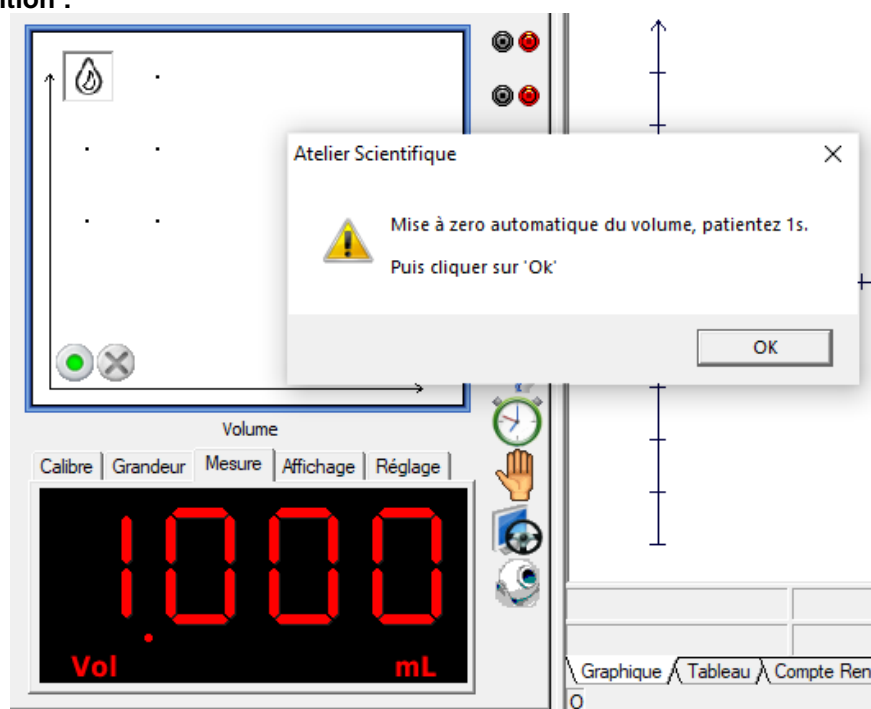 ition :
Atelier Scientifique
Mise à zero automatique du volume, patientez 1s.
Puis cliquer sur 'Ok'
OK
Volume
Calibre Grandeur Mesure Affichage Réglage
1.000
Vol mL
Graphique Tableau Compte Ren
O